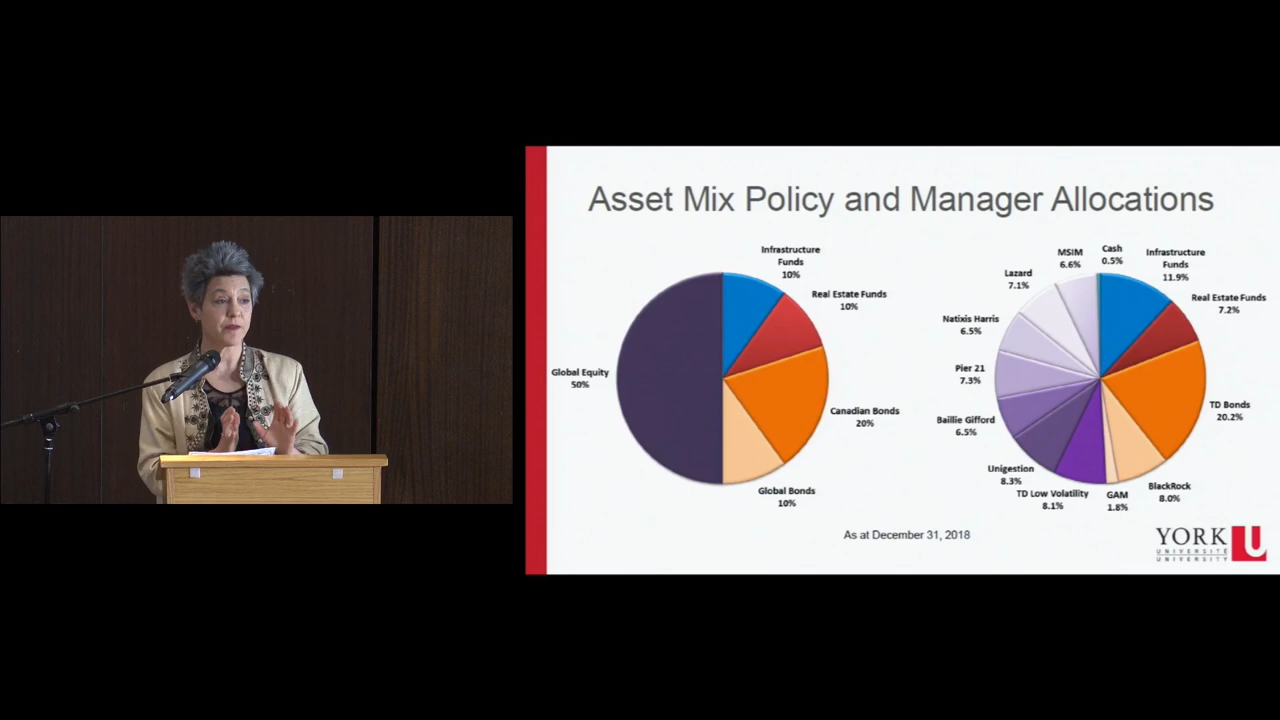 Asset Mix Policy and Manager Allocations
Infrastructure
Funds
10%
Real Estate Funds
10%
Global Equity
50%
Canadian Bonds
20%
Global Bonds
10%
MSIM
6.6%
Cash
0.5%
Infrastructure
Funds
11.9%
Lazard
7.1%
Real Estate Funds
7.2%
Natixis Harris
6.5%
Pier 21
7.3%
TD Bonds
20.2%
Baillie Gifford
6.5%
Unigestion
8.3%
TD Low Volatility
8.1%
GAM
1.8%
BlackRock
8.0%
As at December 31, 2018
YORK U
UNIVERSITÉ
UNIVERSITY